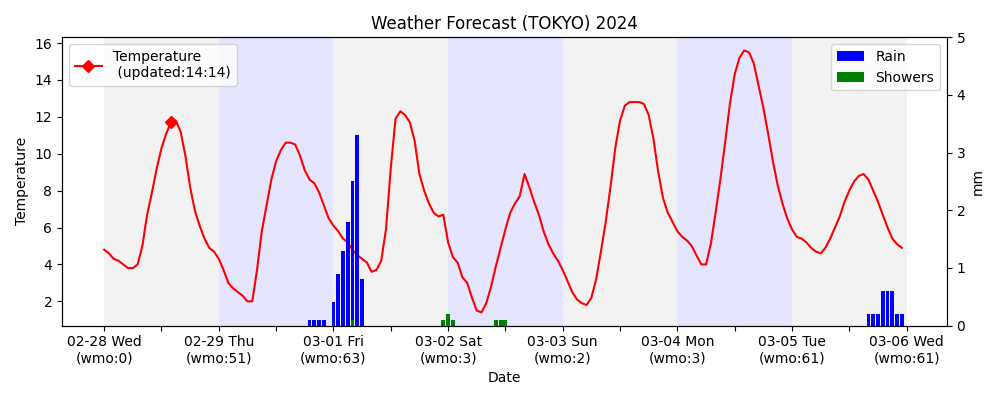 Weather Forecast (TOKYO) 2024
Temperature
(updated:14:14)
Rain
Showers
16
14
12
10
8
6
4
2
Temperature
5
4
3
2
1
0
mm
02-28 Wed
(wmo:0)
02-29 Thu
(wmo:51)
03-01 Fri
(wmo:63)
03-02 Sat
(wmo:3)
03-03 Sun
(wmo:2)
03-04 Mon
(wmo:3)
03-05 Tue
(wmo:61)
03-06 Wed
(wmo:61)
Date